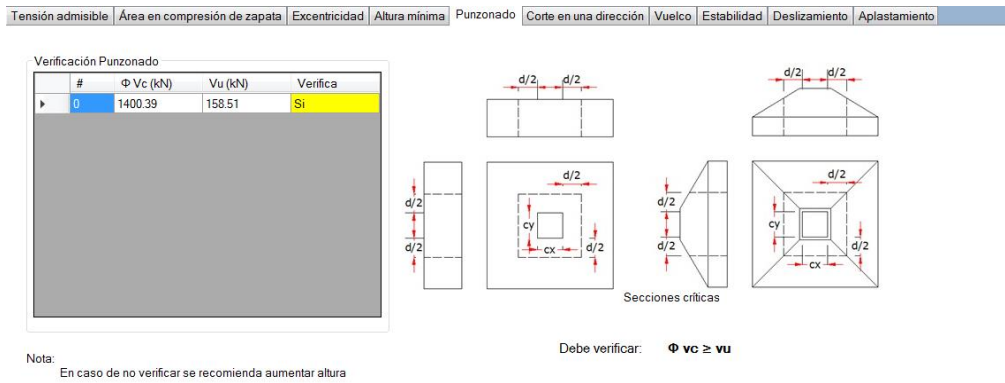 Tensión admisible Área en compresión de zapata Excentricidad Altura mínima Punzonado Corte en una dirección Vuelco Estabilidad Deslizamiento Aplastamiento
Verificación Punzonado
# Φ Vc (kN) Vu (kN) Verifica
0 1400.39 158.51 Si
d/2 d/2
d/2 d/2
d/2
d/2
d/2
cy
cx
d/2
d/2
d/2
d/2
cy
cx
d/2
d/2
Secciones críticas
Debe verificar: Φ vc ≥ vu
Nota:
En caso de no verificar se recomienda aumentar altura